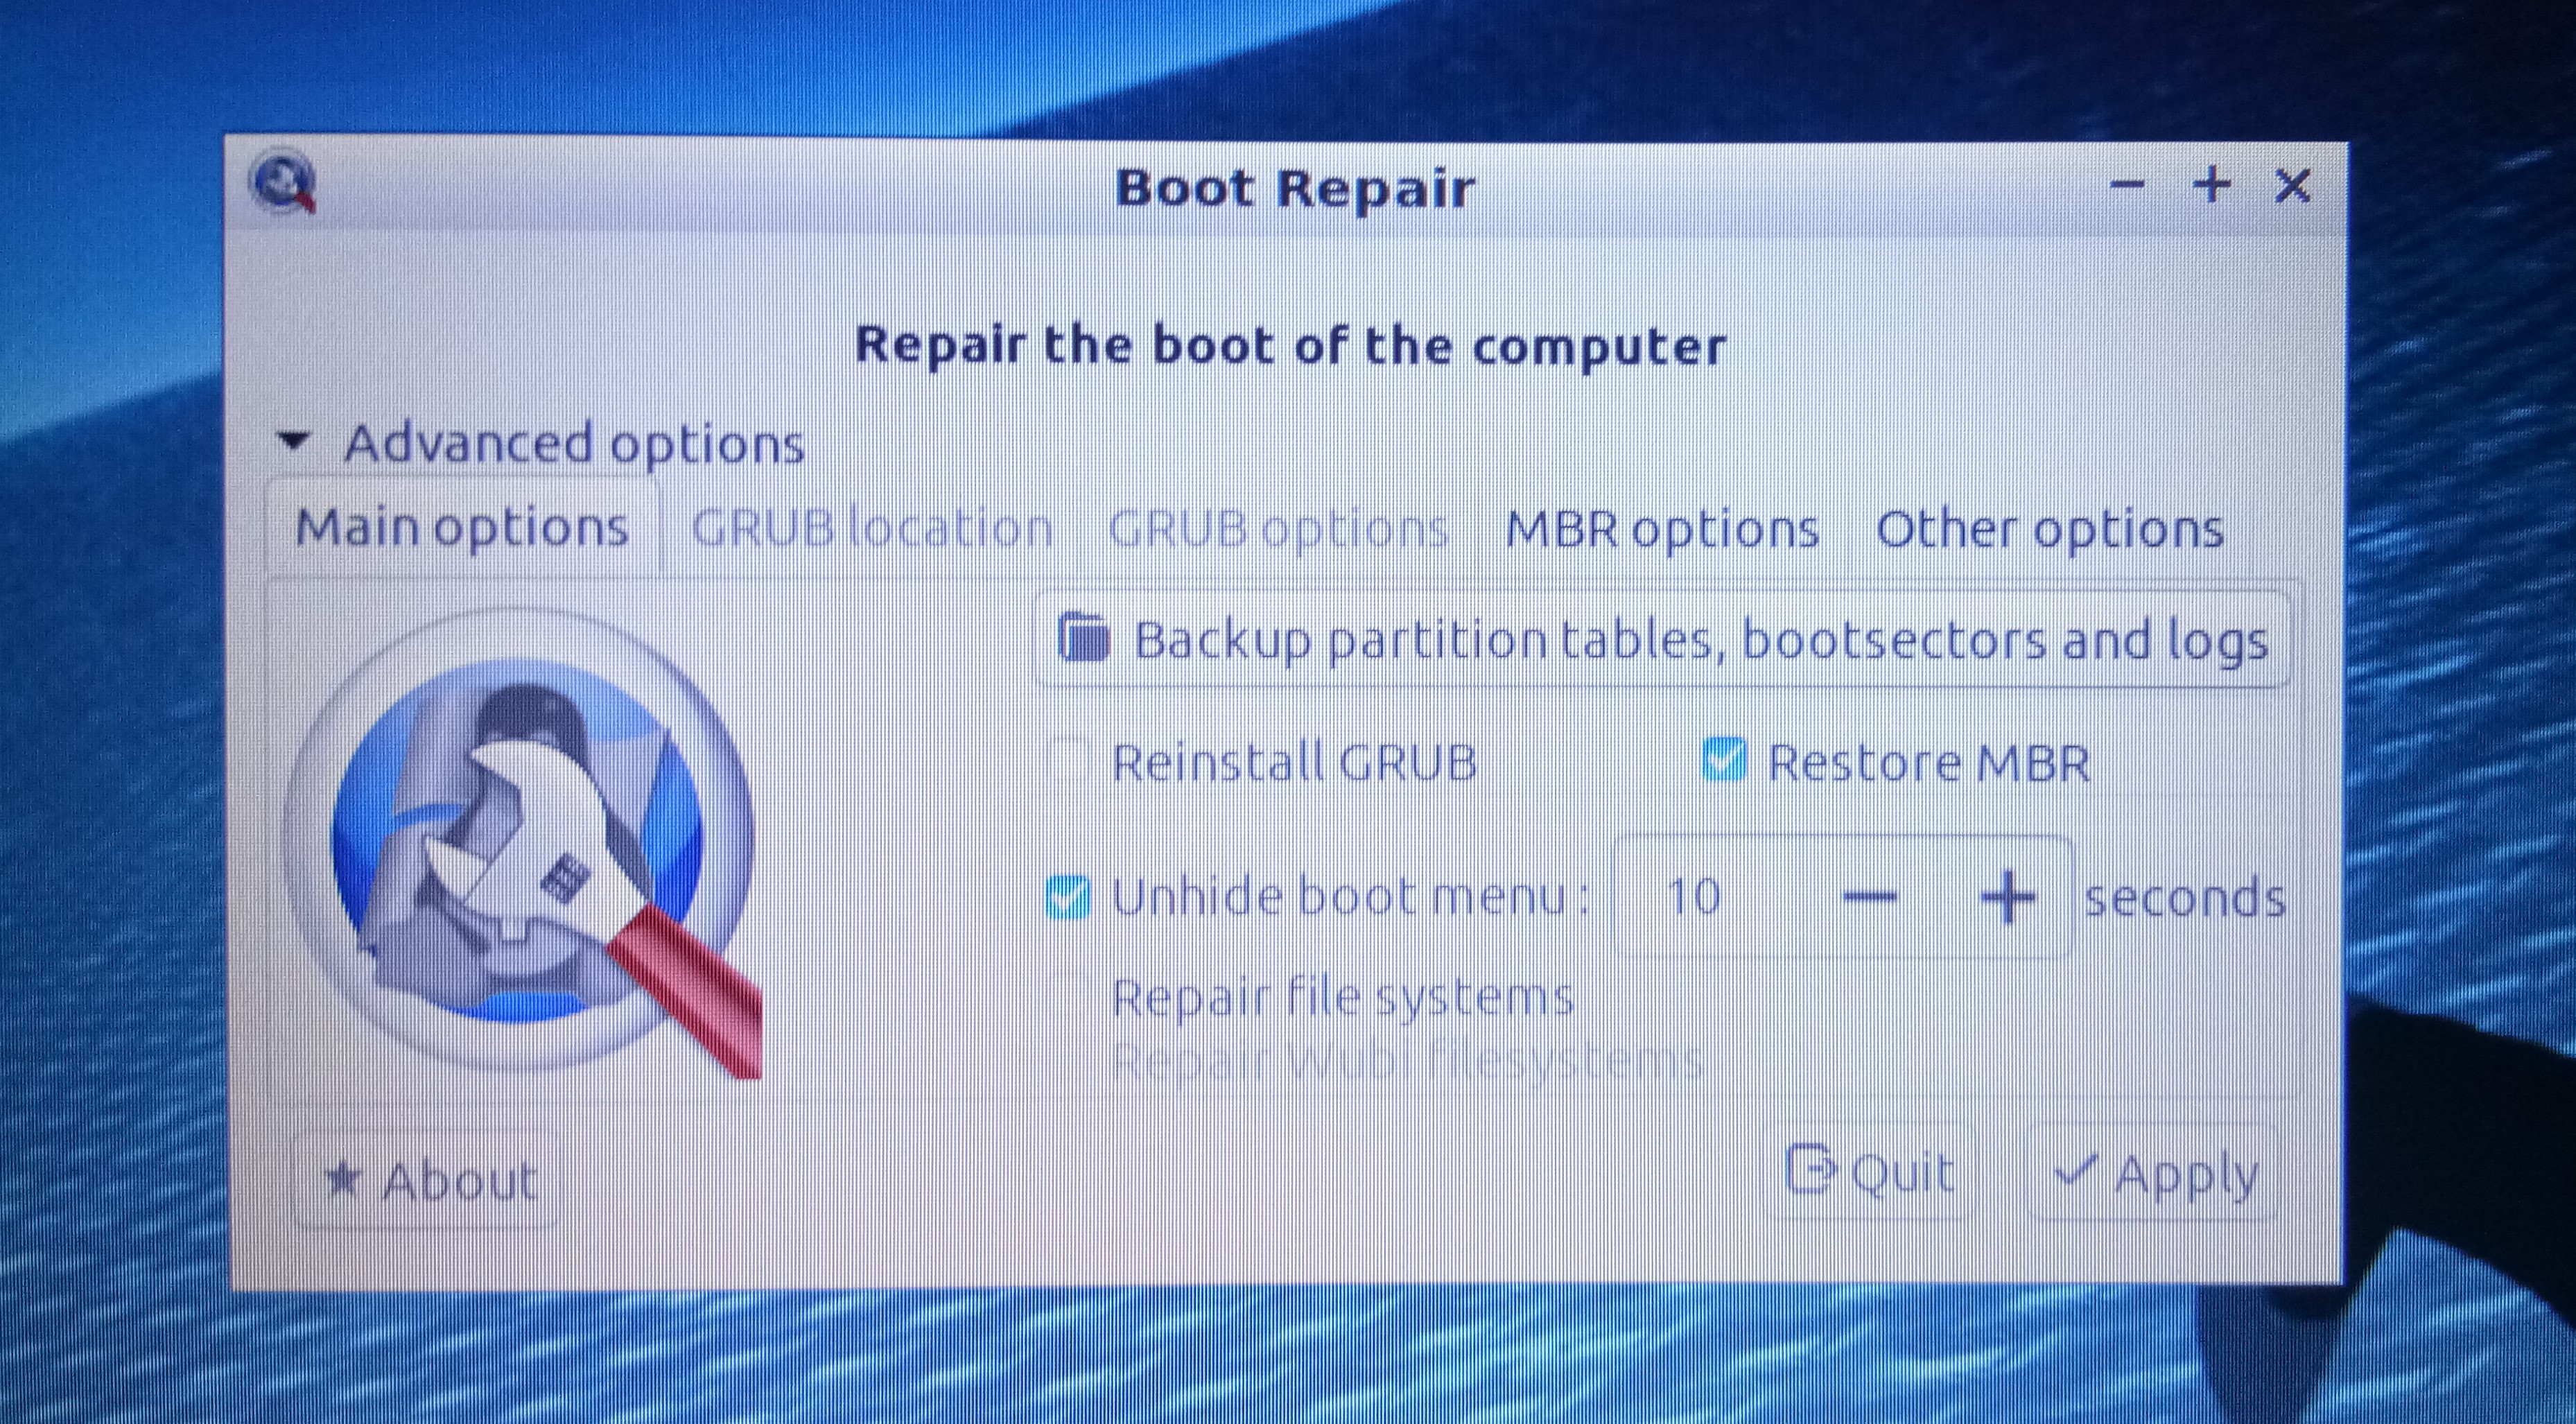 Boot Repair
Repair the boot of the computer
Advanced options
Main options GRUB location GRUB options MBR options Other options
Backup partition tables, bootsectors and logs
Reinstall GRUB Restore MBR
Unhide boot menu : 10 seconds
Repair file systems
Repair Wubi filesystems
About Quit Apply